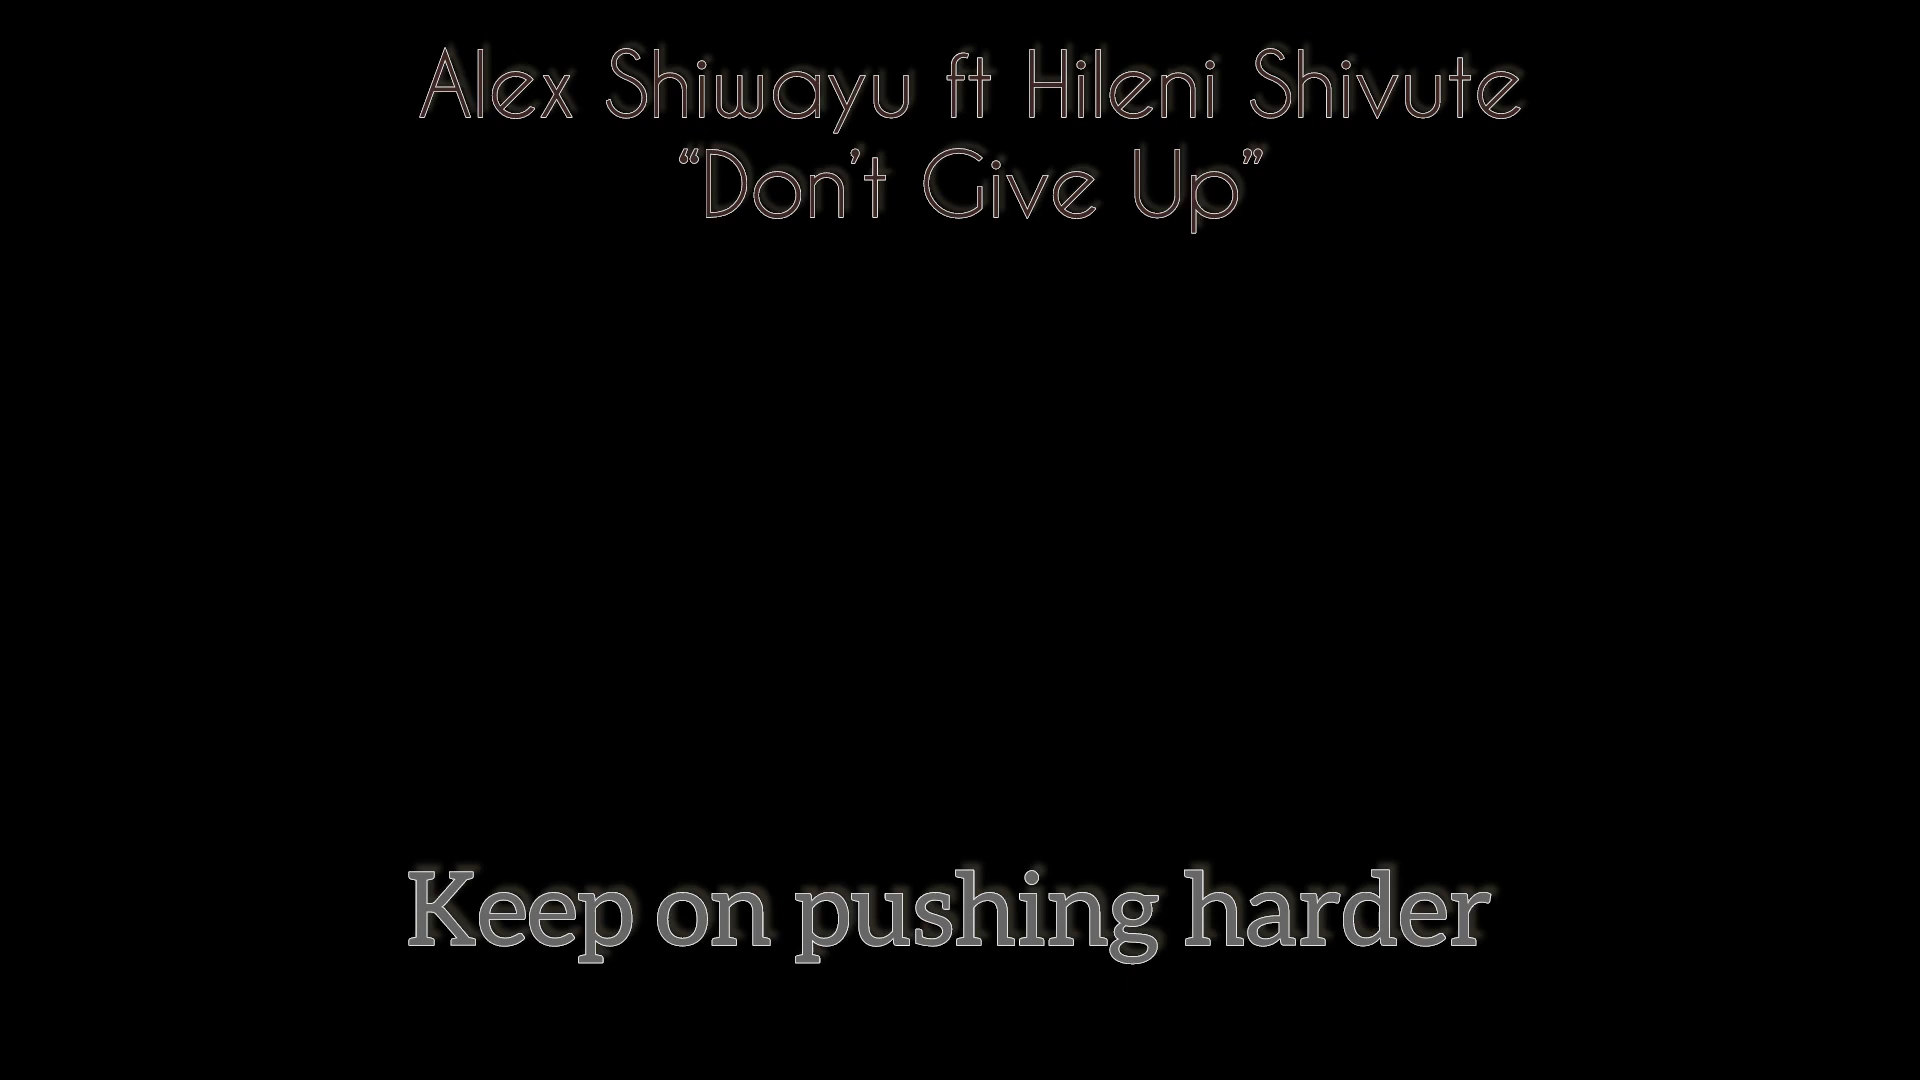 Alex Shiwayu ft Hileni Shivute
“Don’t Give Up”
Keep on pushing harder